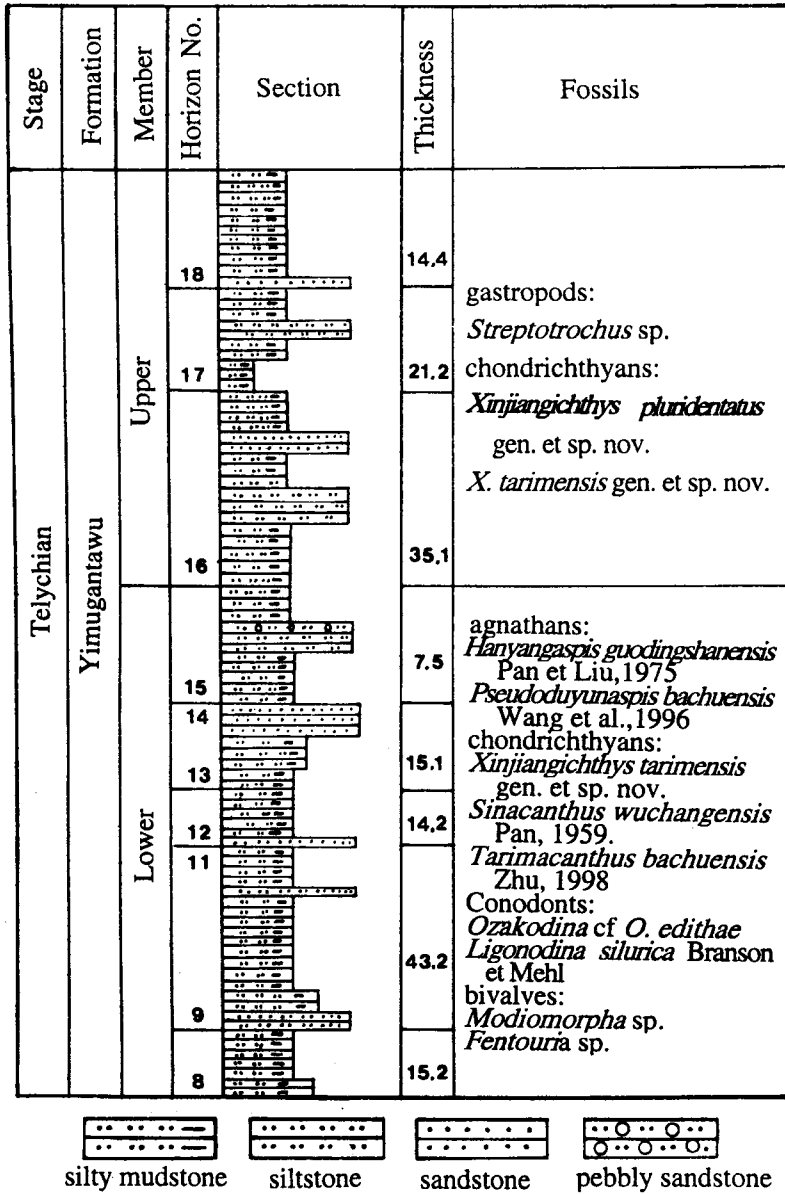 Stage
Formation
Member
Horizon No.
Section
Thickness
Fossils
Telychian
Yimugantawu
Upper
Lower
18
17
16
15
14
13
12
11
9
8
14.4
21.2
35.1
7.5
15.1
14.2
43.2
15.2
gastropods:
Streptotrochus sp.
chondrichthyans:
Xinjiangichthys pluridentatus
gen. et sp. nov.
X. tarimensis gen. et sp. nov.
agnathans:
Hanyangaspis guodingshanensis
Pan et Liu,1975
Pseudoduyunaspis bachuensis
Wang et al.,1996
chondrichthyans:
Xinjiangichthys tarimensis
gen. et sp. nov.
Sinacanthus wuchangensis
Pan, 1959.
Tarimacanthus bachuensis
Zhu, 1998
Conodonts:
Ozakodina cf O. edithae
Ligonodina silurica Branson
et Mehl
bivalves:
Modiomorpha sp.
Fentouria sp.
silty mudstone
siltstone
sandstone
pebbly sandstone